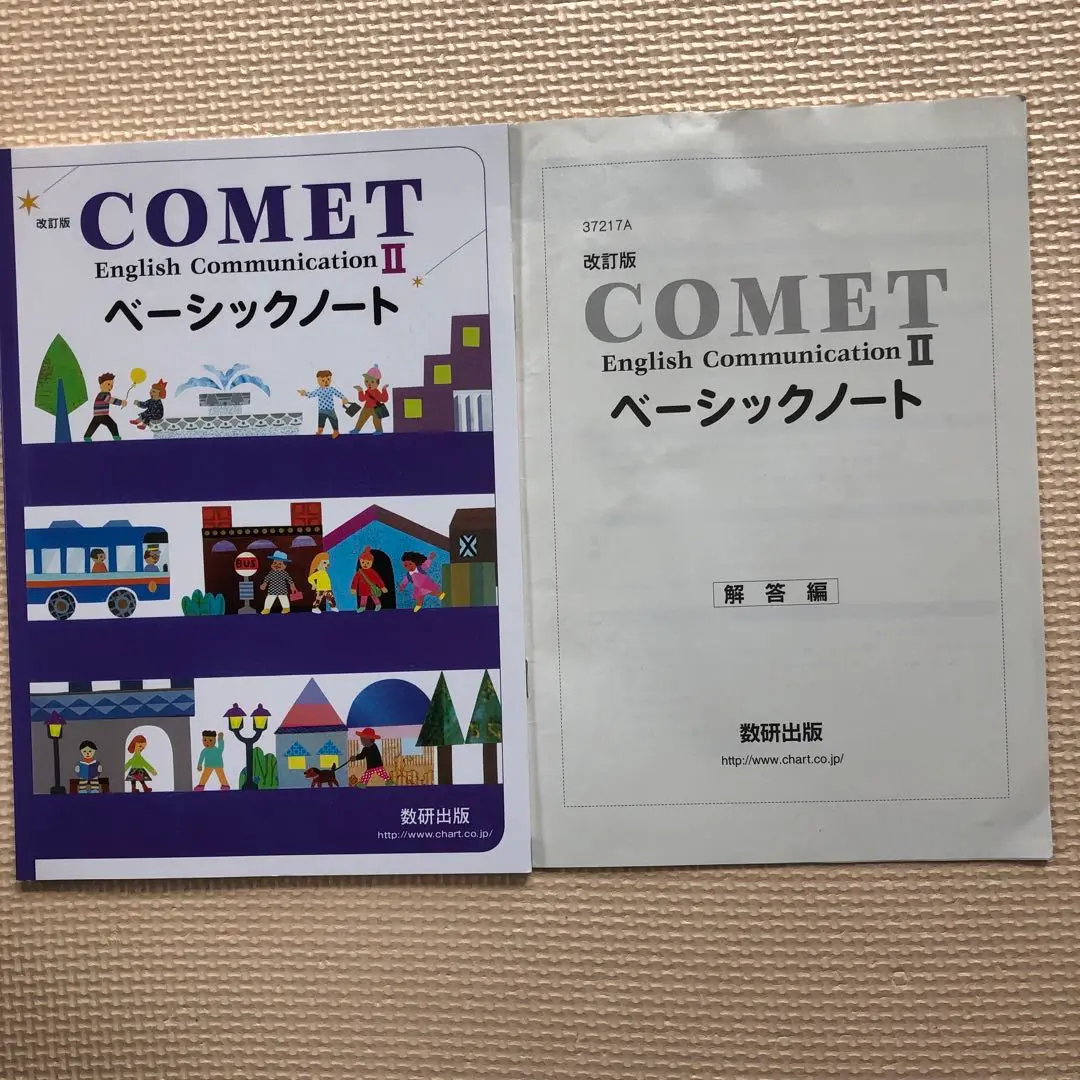 改訂版
COMET
English Communication Ⅱ
ベーシックノート
BUS
数研出版
http://www.chart.co.jp/
37217A
改訂版
COMET
English Communication Ⅱ
ベーシックノート
解答編
数研出版
http://www.chart.co.jp/